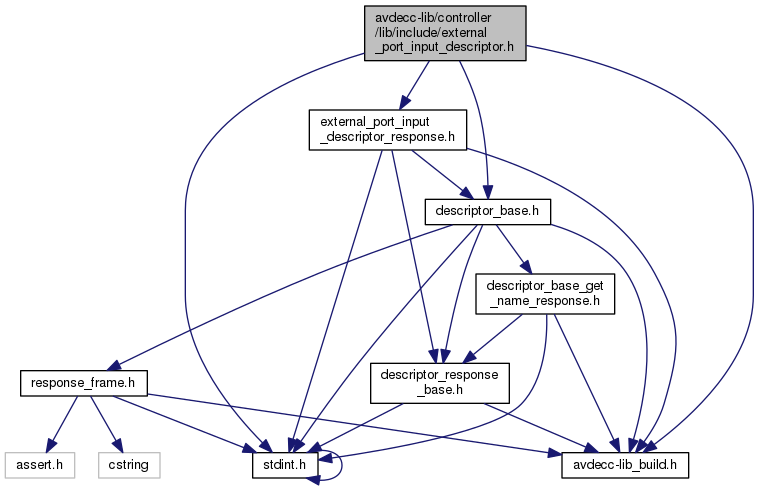 avdecc-lib/controller
/lib/include/external
_port_input_descriptor.h
external_port_input
_descriptor_response.h
descriptor_base.h
descriptor_base_get
_name_response.h
descriptor_response
_base.h
response_frame.h
assert.h
cstring
stdint.h
avdecc-lib_build.h